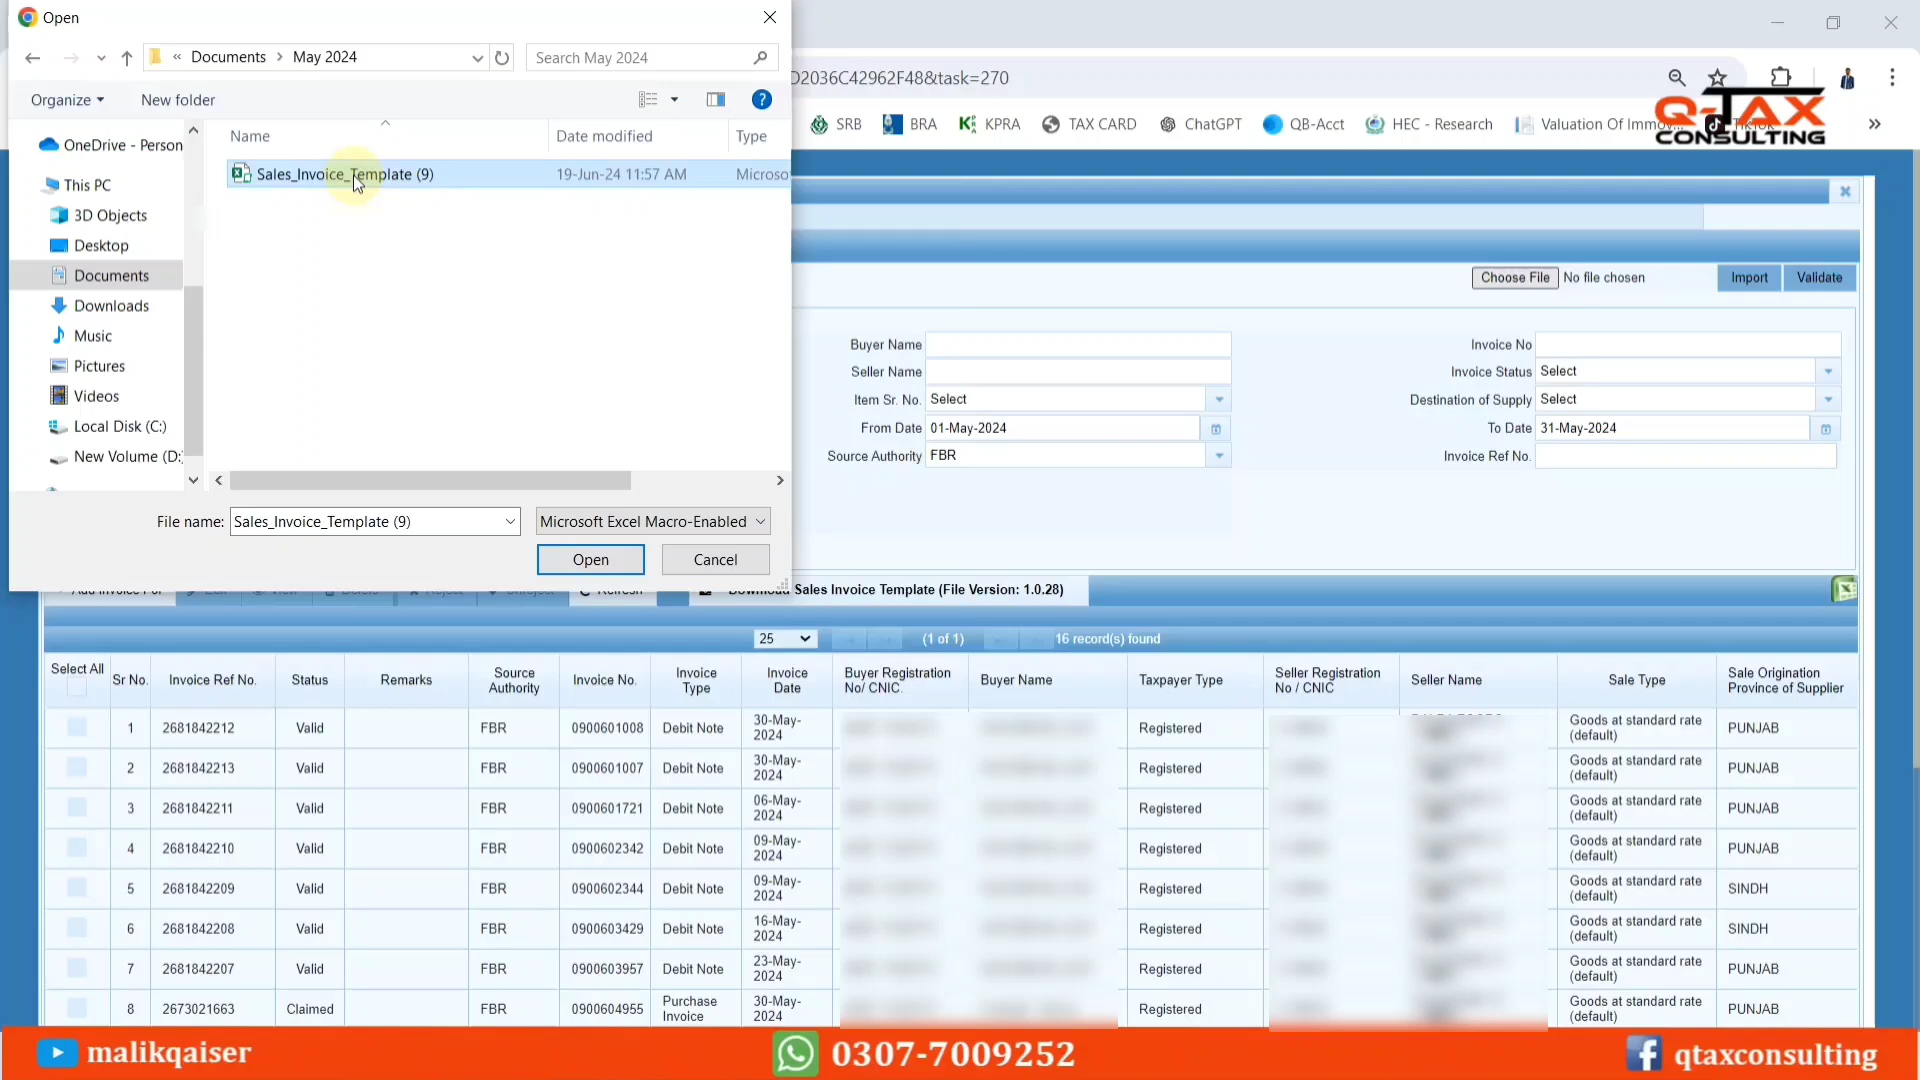 Open
Documents > May 2024
Search May 2024
D2036C42962F48&task=270
Organize
New folder
SRB
BRA
KPRA
TAX CARD
ChatGPT
QB-Acct
HEC - Research
Valuation Of
Q-TAX
CONSULTING
OneDrive - Person
This PC
3D Objects
Desktop
Documents
Downloads
Music
Pictures
Videos
Local Disk (C:)
New Volume (D:
Name
Date modified
Type
Sales_Invoice_Template (9)
19-Jun-24 11:57 AM
Microso
File name:
Sales_Invoice_Template (9)
Microsoft Excel Macro-Enabled
Open
Cancel
Choose File No file chosen
Import
Validate
Buyer Name
Invoice No
Seller Name
Invoice Status Select
Item Sr. No. Select
Destination of Supply Select
From Date 01-May-2024
To Date 31-May-2024
Source Authority FBR
Invoice Ref No.
Download Sales Invoice Template (File Version: 1.0.28)
25
(1 of 1)
16 record(s) found
Select All
Sr No.
Invoice Ref No.
Status
Remarks
Source Authority
Invoice No.
Invoice Type
Invoice Date
Buyer Registration No/ CNIC.
Buyer Name
Taxpayer Type
Seller Registration No / CNIC
Seller Name
Sale Type
Sale Origination Province of Supplier
1 2681842212 Valid FBR 0900601008 Debit Note 30-May-2024 Registered Goods at standard rate (default) PUNJAB
2 2681842213 Valid FBR 0900601007 Debit Note 30-May-2024 Registered Goods at standard rate (default) PUNJAB
3 2681842211 Valid FBR 0900601721 Debit Note 06-May-2024 Registered Goods at standard rate (default) PUNJAB
4 2681842210 Valid FBR 0900602342 Debit Note 09-May-2024 Registered Goods at standard rate (default) PUNJAB
5 2681842209 Valid FBR 0900602344 Debit Note 09-May-2024 Registered Goods at standard rate (default) SINDH
6 2681842208 Valid FBR 0900603429 Debit Note 16-May-2024 Registered Goods at standard rate (default) SINDH
7 2681842207 Valid FBR 0900603957 Debit Note 23-May-2024 Registered Goods at standard rate (default) PUNJAB
8 2673021663 Claimed FBR 0900604955 Purchase Invoice 30-May-2024 Registered Goods at standard rate (default) PUNJAB
malikqaiser
0307-7009252
qtaxconsulting